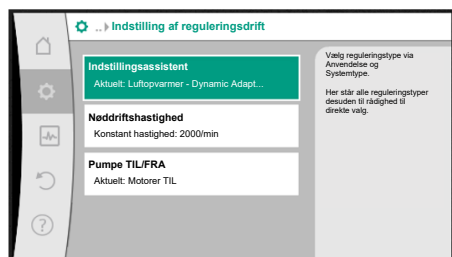 .. Indstilling af reguleringsdrift
Indstillingsassistent
Aktuelt: Luftopvarmer - Dynamic Adapt...
Nøddriftshastighed
Konstant hastighed: 2000/min
Pumpe TIL/FRA
Aktuelt: Motorer TIL
Vælg reguleringstype via
Anvendelse og
Systemtype.
Her står alle reguleringstyper
desuden til rådighed til
direkte valg.
?